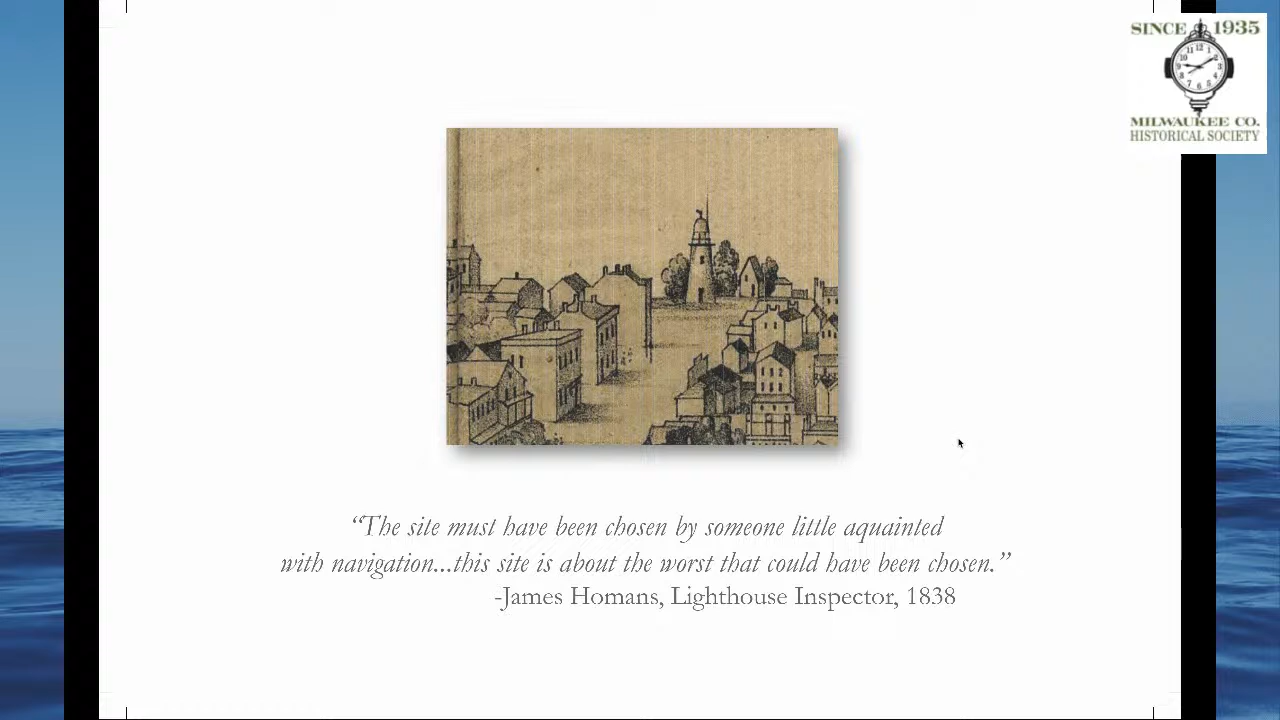 SINCE 1935
MILWAUKEE CO.
HISTORICAL SOCIETY
“The site must have been chosen by someone little aquainted
with navigation...this site is about the worst that could have been chosen.”
-James Homans, Lighthouse Inspector, 1838